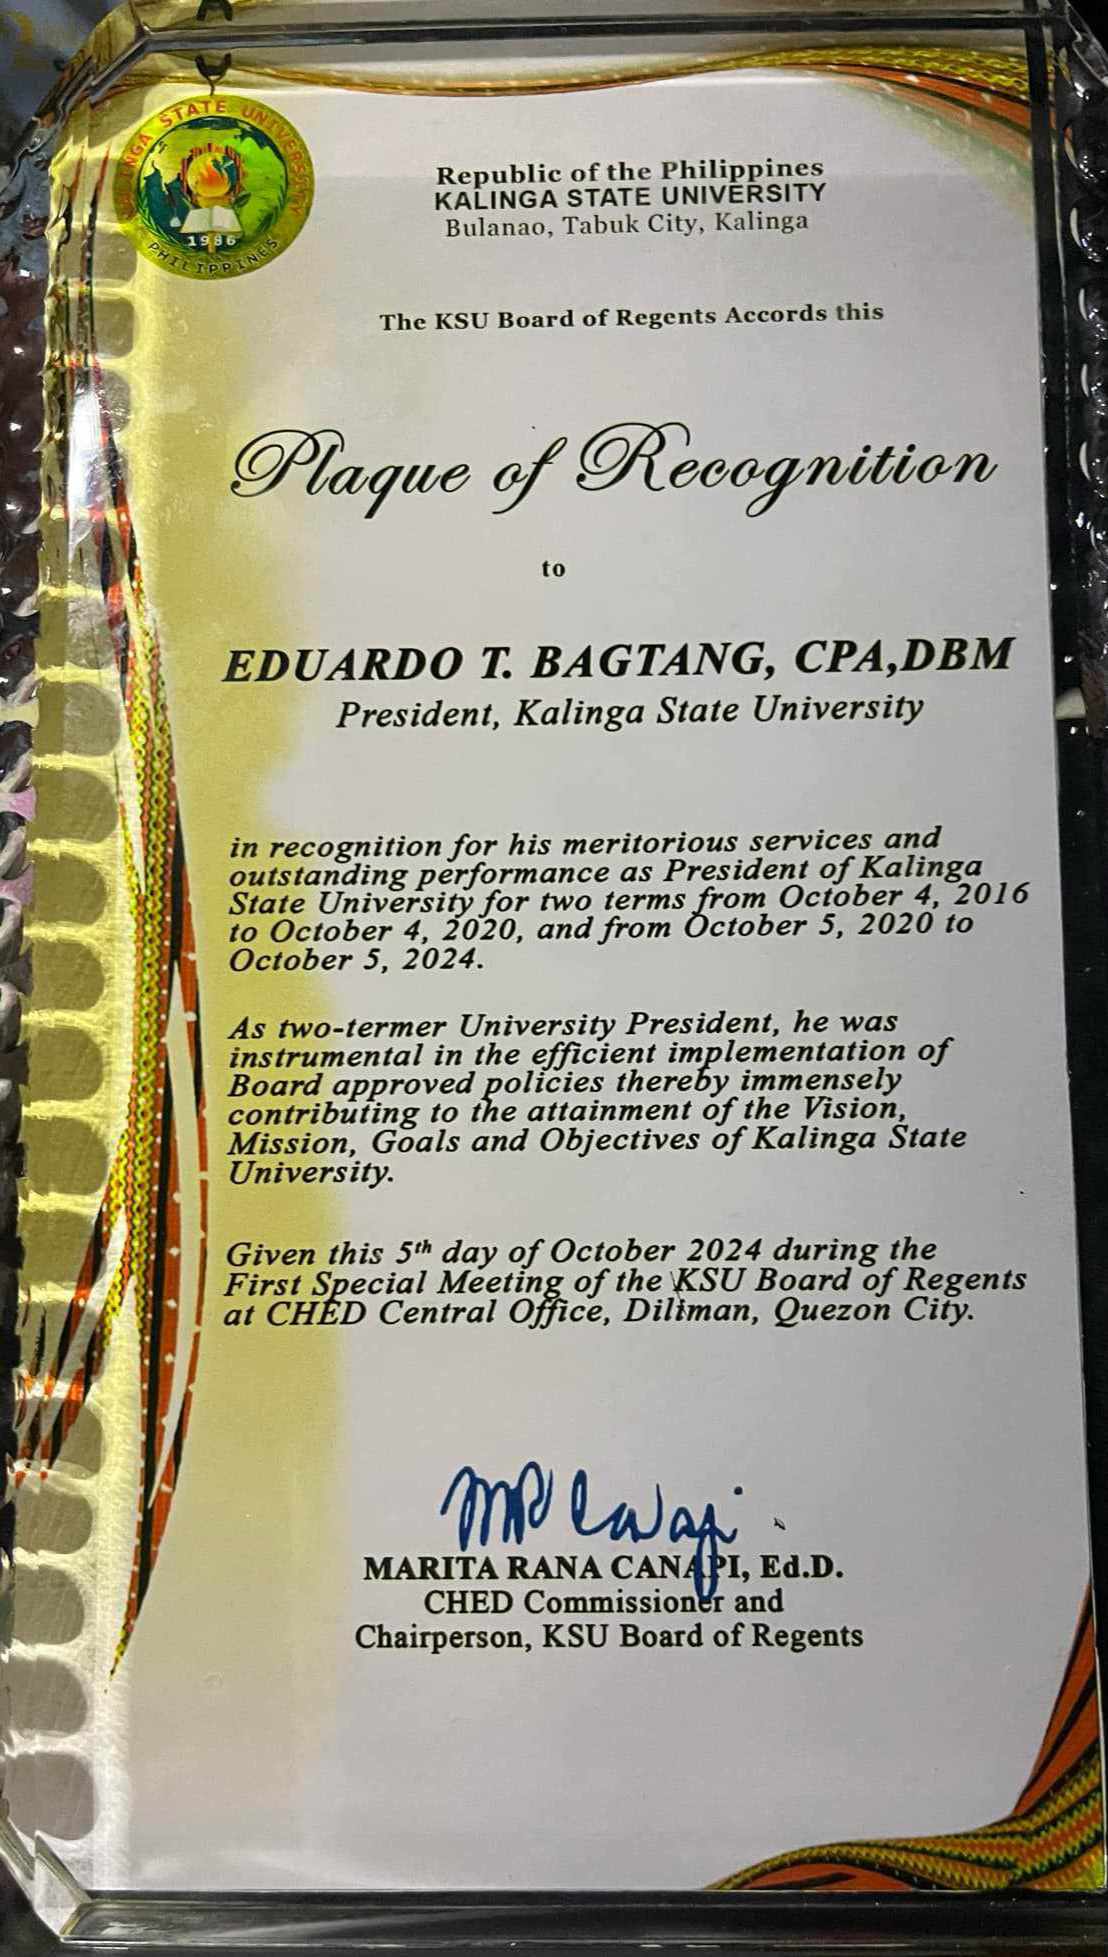 KALINGA STATE UNIVERSITY
1986
PHILIPPINES
Republic of the Philippines
KALINGA STATE UNIVERSITY
Bulanao, Tabuk City, Kalinga
The KSU Board of Regents Accords this
Plaque of Recognition
to
EDUARDO T. BAGTANG, CPA,DBM
President, Kalinga State University
in recognition for his meritorious services and
outstanding performance as President of Kalinga
State University for two terms from October 4, 2016
to October 4, 2020, and from October 5, 2020 to
October 5, 2024.
As two-termer University President, he was
instrumental in the efficient implementation of
Board approved policies thereby immensely
contributing to the attainment of the Vision,
Mission, Goals and Objectives of Kalinga State
University.
Given this 5th day of October 2024 during the
First Special Meeting of the KSU Board of Regents
at CHED Central Office, Diliman, Quezon City.
MARITA RANA CANAPI, Ed.D.
CHED Commissioner and
Chairperson, KSU Board of Regents